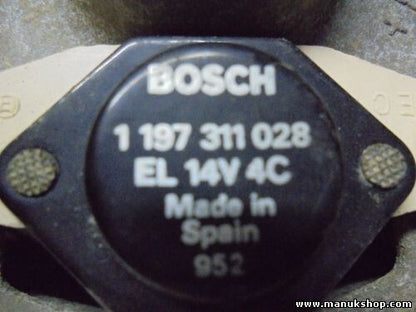 BOSCH
1 197 311 028
EL 14V 4C
Made in
Spain
952
www.manukshop.com